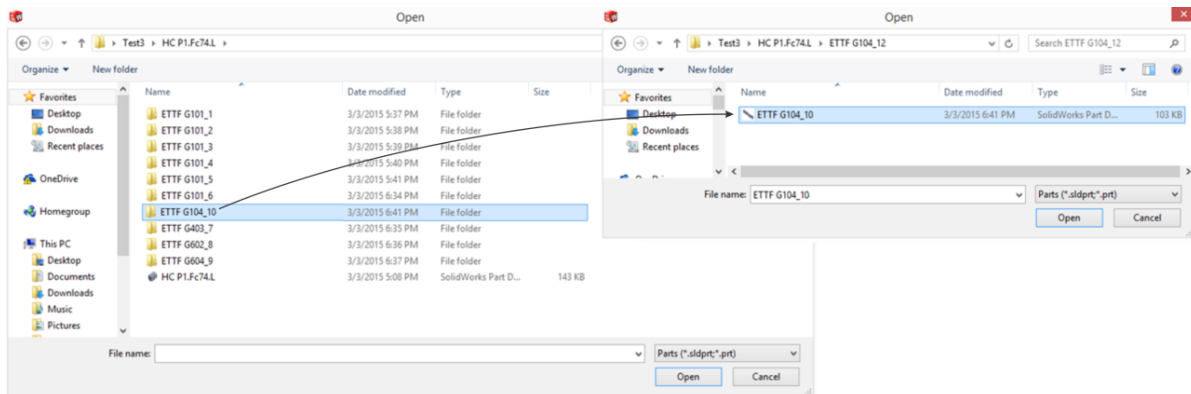 Open
Test3 ▸ HC P1.Fc74.L ▸
Organize ▾ New folder
Favorites
Desktop
Downloads
Recent places
OneDrive
Homegroup
This PC
Desktop
Documents
Downloads
Music
Pictures
Name Date modified Type Size
ETTF G101_1 3/3/2015 5:37 PM File folder
ETTF G101_2 3/3/2015 5:38 PM File folder
ETTF G101_3 3/3/2015 5:39 PM File folder
ETTF G101_4 3/3/2015 5:40 PM File folder
ETTF G101_5 3/3/2015 5:41 PM File folder
ETTF G101_6 3/3/2015 6:34 PM File folder
ETTF G104_10 3/3/2015 6:41 PM File folder
ETTF G403_7 3/3/2015 6:35 PM File folder
ETTF G602_8 3/3/2015 6:36 PM File folder
ETTF G604_9 3/3/2015 6:37 PM File folder
HC P1.Fc74.L 3/3/2015 5:08 PM SolidWorks Part D... 143 KB
File name: Parts (*.sldprt;*.prt)
Open Cancel
Open
Test3 ▸ HC P1.Fc74.L ▸ ETTF G104_12 Search ETTF G104_12
Organize ▾ New folder
Favorites
Desktop
Downloads
Recent places
Name Date modified Type Size
ETTF G104_10 3/3/2015 6:41 PM SolidWorks Part D... 103 KB
File name: ETTF G104_10 Parts (*.sldprt;*.prt)
Open Cancel